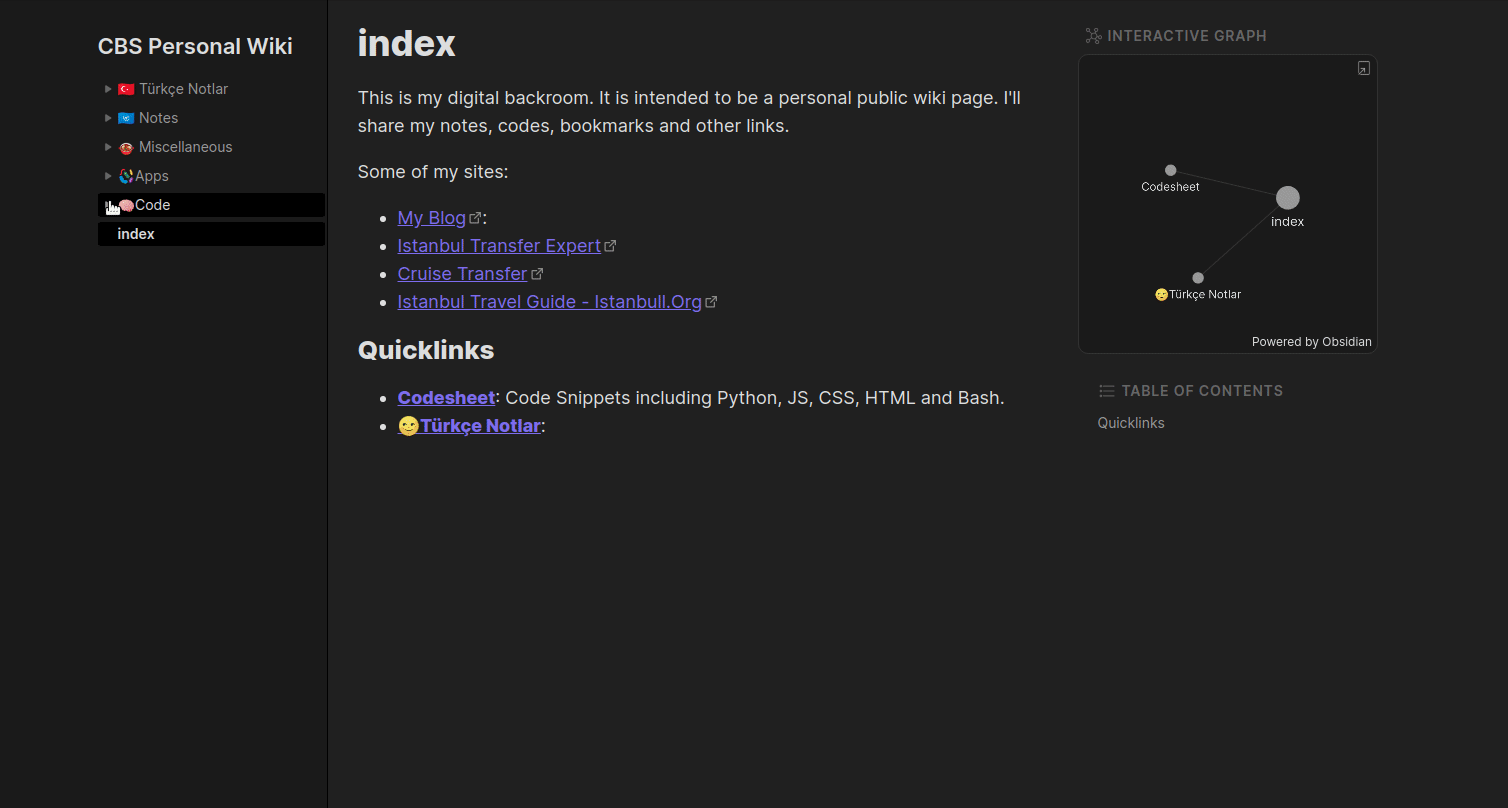 CBS Personal Wiki
🇹🇷 Türkçe Notlar
🇺🇳 Notes
Miscellaneous
Apps
🧠Code
index
index
This is my digital backroom. It is intended to be a personal public wiki page. I'll
share my notes, codes, bookmarks and other links.
Some of my sites:
My Blog:
Istanbul Transfer Expert
Cruise Transfer
Istanbul Travel Guide - Istanbull.Org
Quicklinks
Codesheet: Code Snippets including Python, JS, CSS, HTML and Bash.
Türkçe Notlar:
INTERACTIVE GRAPH
Codesheet
index
Türkçe Notlar
Powered by Obsidian
TABLE OF CONTENTS
Quicklinks